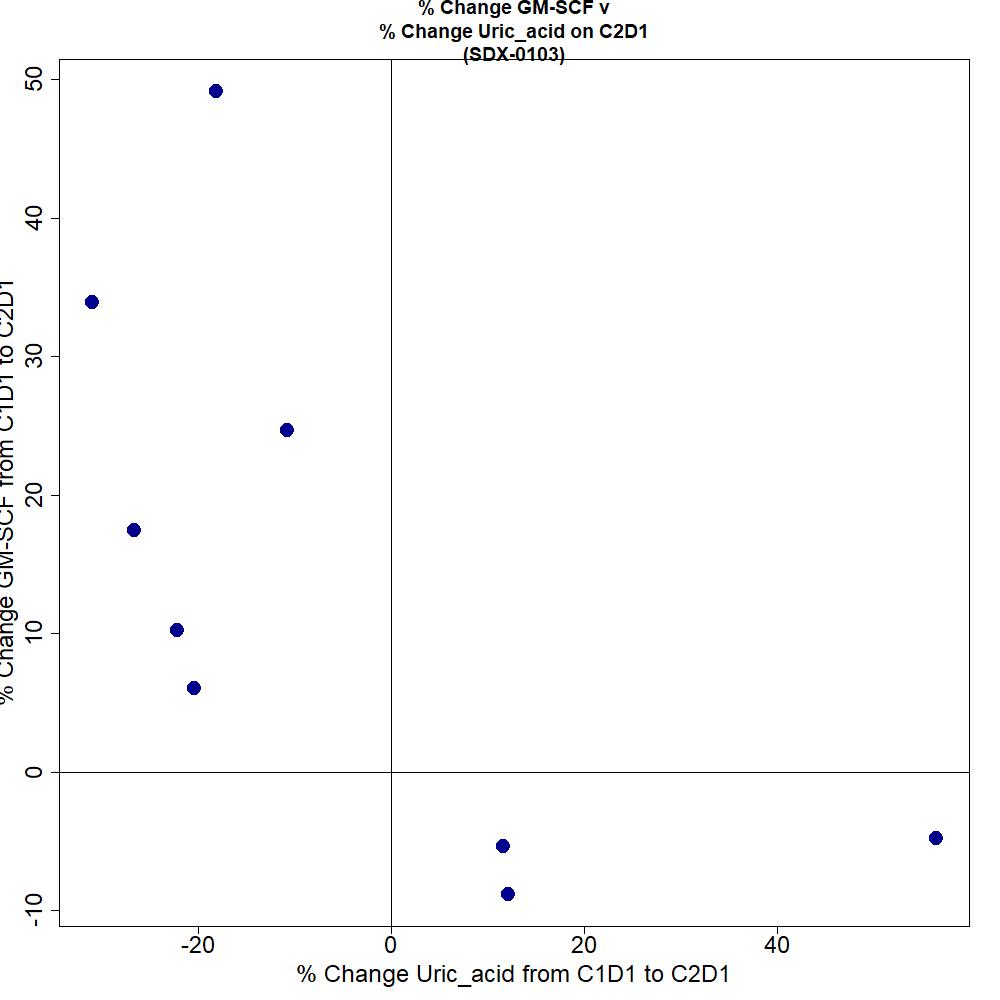 % Change GM-SCF v
% Change Uric_acid on C2D1
(SDX-0103)
% Change GM-SCF from C1D1 to C2D1
50
40
30
20
10
0
-10
-20
0
20
40
% Change Uric_acid from C1D1 to C2D1